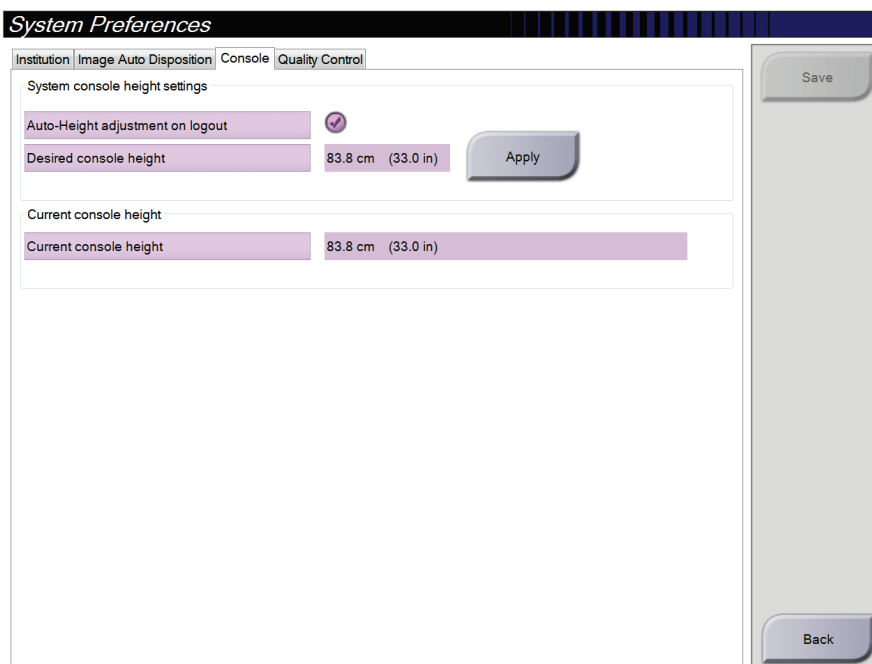 System Preferences
Institution Image Auto Disposition Console Quality Control
Save
System console height settings
Auto-Height adjustment on logout
Desired console height 83.8 cm (33.0 in) Apply
Current console height
Current console height 83.8 cm (33.0 in)
Back